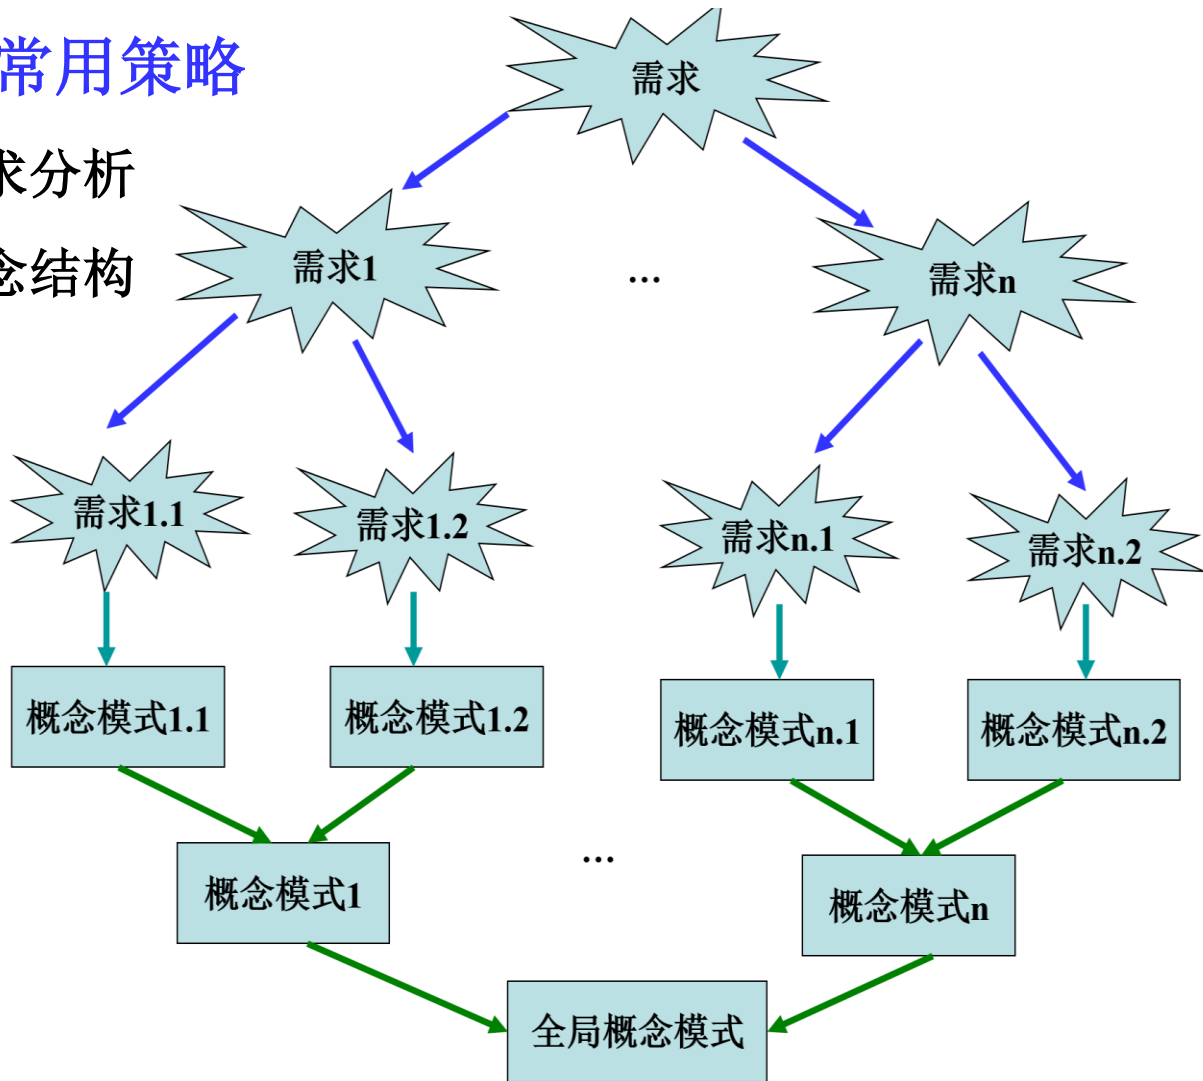 常用策略
需求
求分析
念结构
需求1
...
需求n
需求1.1
需求1.2
需求n.1
需求n.2
概念模式1.1
概念模式1.2
概念模式n.1
概念模式n.2
概念模式1
...
概念模式n
全局概念模式